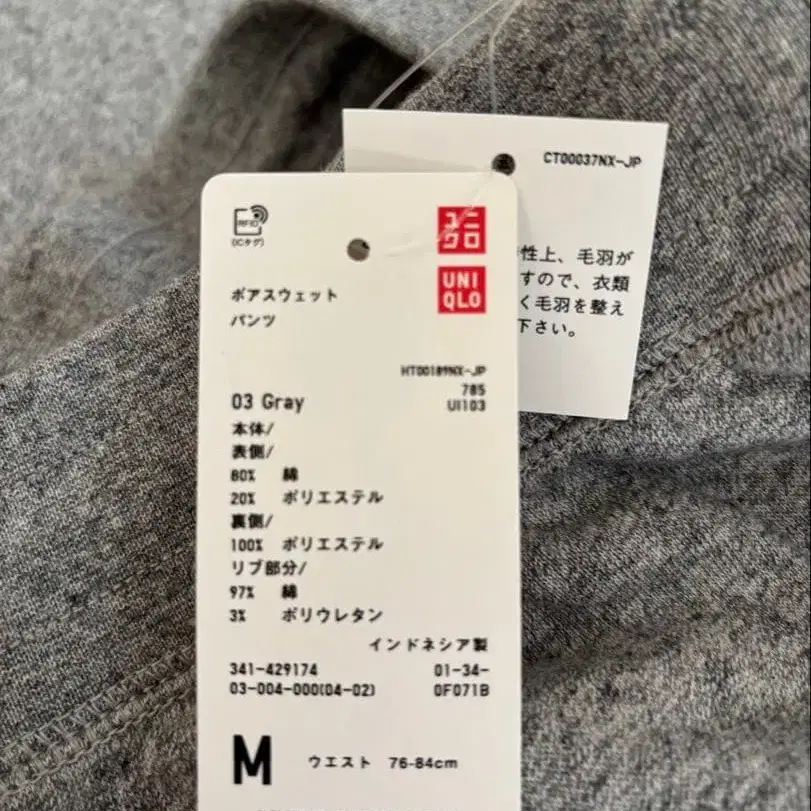 CT00037NX-JP
性上、毛羽が
すので、衣類
く毛羽を整え
下さい。
RFID
(ICタグ)
ユニ
クロ
UNI
QLO
ボアスウェット
パンツ
HT00189NX-JP
785
UI103
03 Gray
本体/
表側/
80% 綿
20% ポリエステル
裏側/
100% ポリエステル
リブ部分/
97% 綿
3% ポリウレタン
インドネシア製
341-429174 01-34-
03-004-000(04-02) 0F071B
M ウエスト 76-84cm